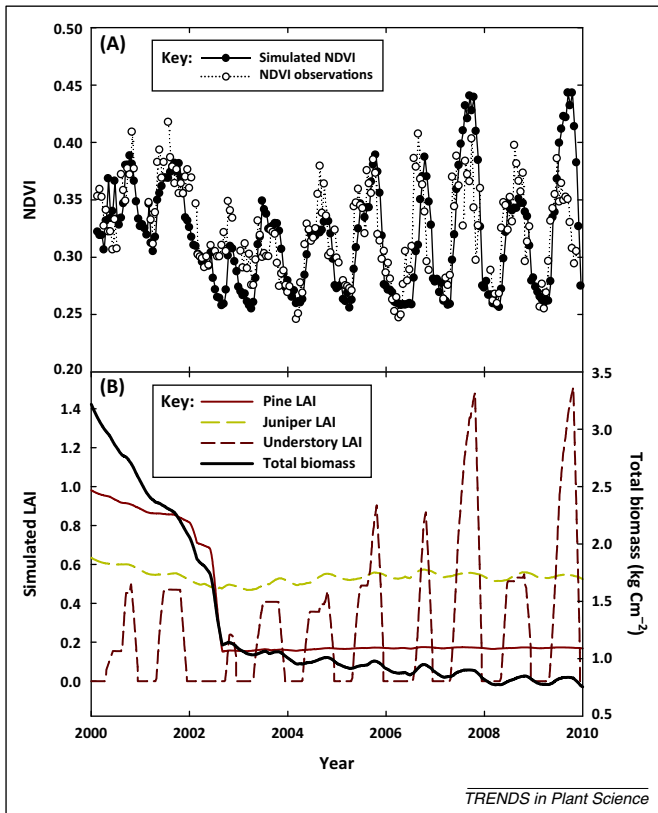 (A)
Key: Simulated NDVI
NDVI observations
0.50
0.45
0.40
0.35
0.30
0.25
0.20
NDVI
(B)
Key: Pine LAI
Juniper LAI
Understory LAI
Total biomass
1.4
1.2
1.0
0.8
0.6
0.4
0.2
0.0
Simulated LAI
3.5
3.0
2.5
2.0
1.5
1.0
0.5
Total biomass
(kg Cm⁻²)
2000 2002 2004 2006 2008 2010
Year
TRENDS in Plant Science